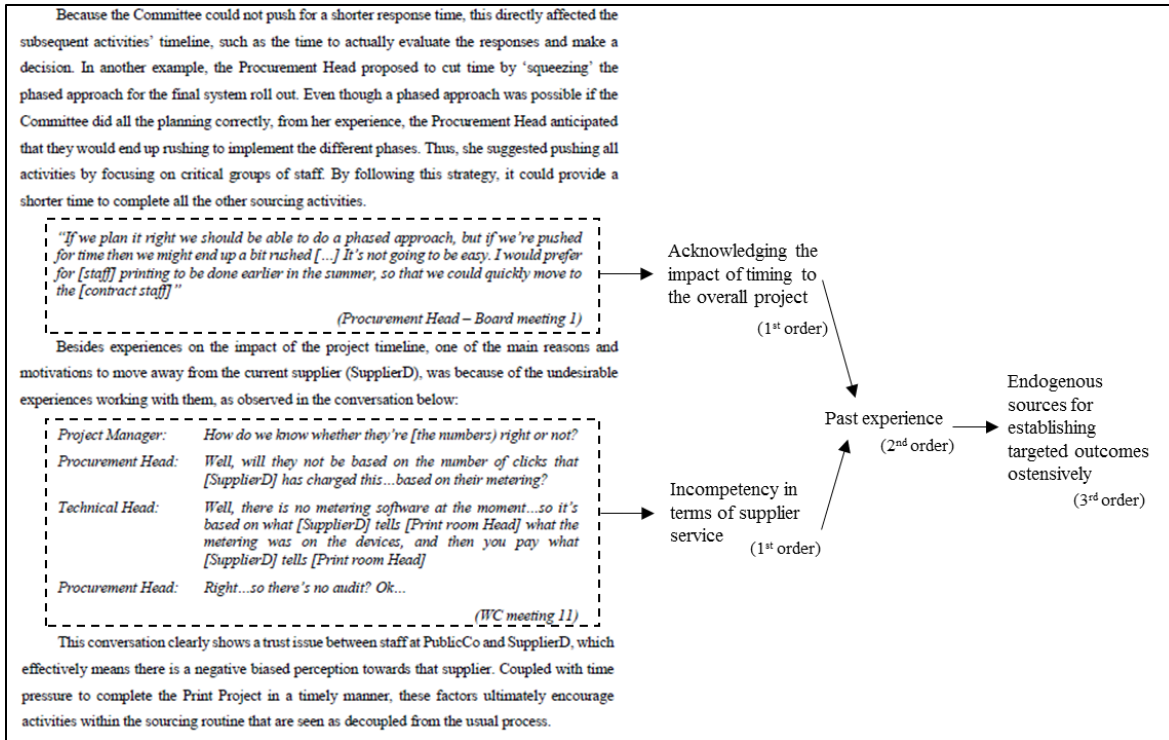 Because the Committee could not push for a shorter response time, this directly affected the
subsequent activities' timeline, such as the time to actually evaluate the responses and make a
decision. In another example, the Procurement Head proposed to cut time by 'squeezing' the
phased approach for the final system roll out. Even though a phased approach was possible if the
Committee did all the planning correctly, from her experience, the Procurement Head anticipated
that they would end up rushing to implement the different phases. Thus, she suggested pushing all
activities by focusing on critical groups of staff. By following this strategy, it could provide a
shorter time to complete all the other sourcing activities.
"If we plan it right we should be able to do a phased approach, but if we're pushed
for time then we might end up a bit rushed [...] It's not going to be easy. I would prefer
for [staff] printing to be done earlier in the summer, so that we could quickly move to
the [contract staff]"
(Procurement Head – Board meeting 1)
Acknowledging the
impact of timing to
the overall project
(1st order)
Besides experiences on the impact of the project timeline, one of the main reasons and
motivations to move away from the current supplier (SupplierD), was because of the undesirable
experiences working with them, as observed in the conversation below:
Project Manager: How do we know whether they're [the numbers) right or not?
Procurement Head: Well, will they not be based on the number of clicks that
[SupplierD] has charged this…based on their metering?
Technical Head: Well, there is no metering software at the moment…so it's
based on what [SupplierD] tells [Print room Head] what the
metering was on the devices, and then you pay what
[SupplierD] tells [Print room Head]
Procurement Head: Right…so there's no audit? Ok…
(WC meeting 11)
Incompetency in
terms of supplier
service
(1st order)
Past experience
(2nd order)
Endogenous
sources for
establishing
targeted outcomes
ostensively
(3rd order)
This conversation clearly shows a trust issue between staff at PublicCo and SupplierD, which
effectively means there is a negative biased perception towards that supplier. Coupled with time
pressure to complete the Print Project in a timely manner, these factors ultimately encourage
activities within the sourcing routine that are seen as decoupled from the usual process.